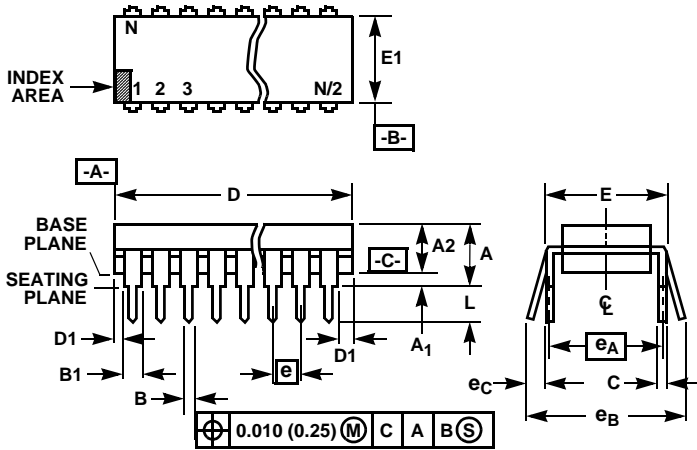 N
E1
INDEX
AREA
1 2 3 N/2
-B-
-A-
D
E
BASE
PLANE
A2
A
-C-
SEATING
PLANE
L
C
L
D1
A1
D1
eA
B1
e
eC
C
B
eB
0.010 (0.25) M C A B S